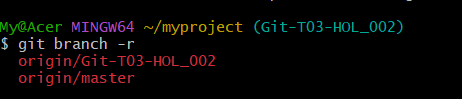 My@Acer MINGW64 ~/myproject (Git-T03-HOL_002)
$ git branch -r
origin/Git-T03-HOL_002
origin/master